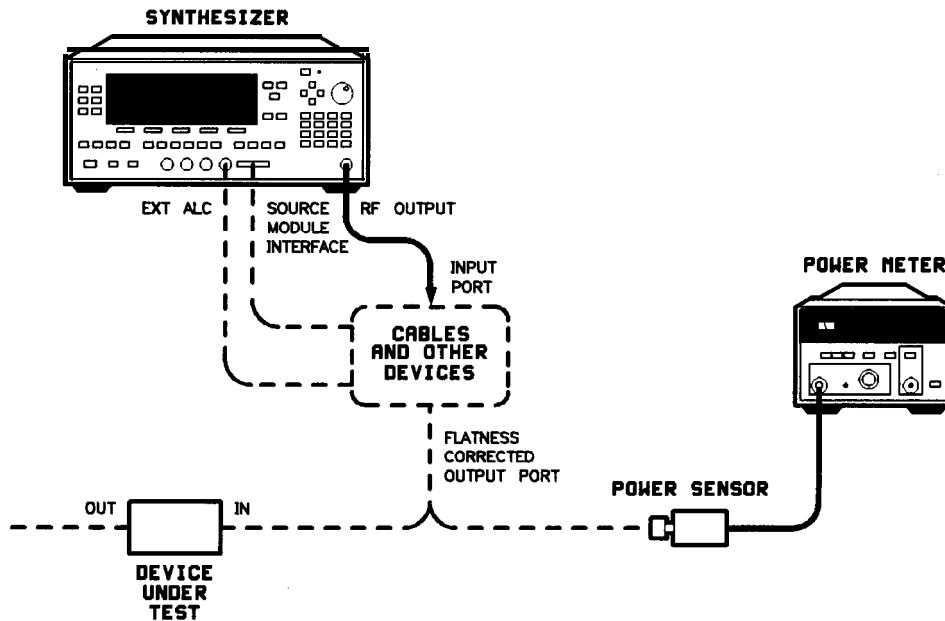 SYNTHESIZER
EXT ALC
SOURCE
MODULE
INTERFACE
RF OUTPUT
INPUT
PORT
POWER METER
CABLES
AND OTHER
DEVICES
FLATNESS
CORRECTED
OUTPUT PORT
POWER SENSOR
OUT
IN
DEVICE
UNDER
TEST